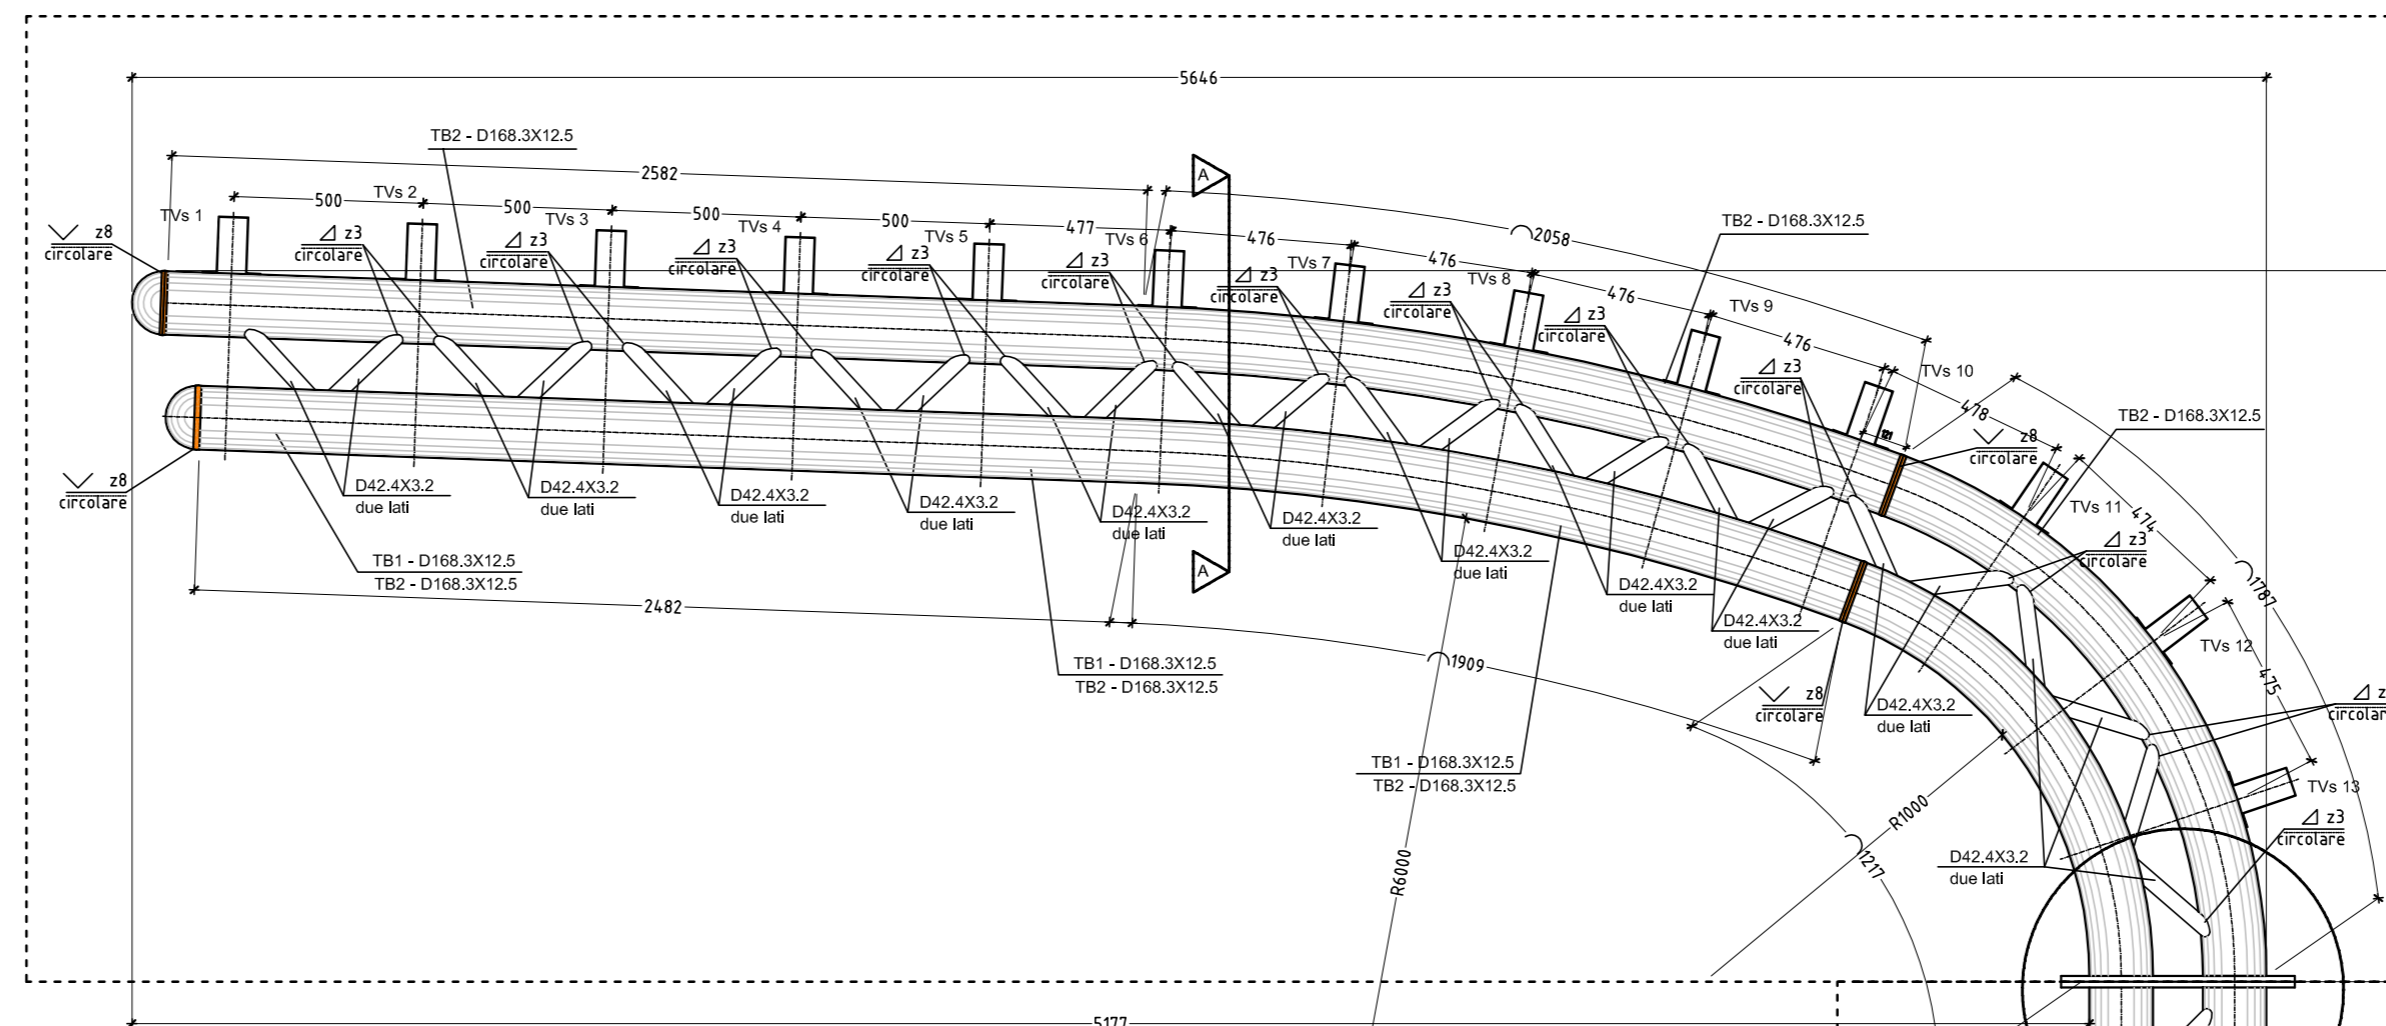 5646
TB2 - D168.3X12.5
2582
A
TVs 1
500
TVs 2
500
TVs 3
500
TVs 4
500
TVs 5
477
TVs 6
476
TVs 7
476
TVs 8
476
TVs 9
476
TVs 10
2058
TB2 - D168.3X12.5
z8
circolare
z3
circolare
z3
circolare
z3
circolare
z3
circolare
z3
circolare
z3
circolare
z3
circolare
z3
circolare
z3
circolare
478
121
z8
circolare
TB2 - D168.3X12.5
TVs 11
474
z3
circolare
1787
TVs 12
475
z8
circolare
D42.4X3.2
due lati
D42.4X3.2
due lati
D42.4X3.2
due lati
D42.4X3.2
due lati
D42.4X3.2
due lati
D42.4X3.2
due lati
D42.4X3.2
due lati
D42.4X3.2
due lati
D42.4X3.2
due lati
D42.4X3.2
due lati
TB1 - D168.3X12.5
TB2 - D168.3X12.5
A
2482
TB1 - D168.3X12.5
TB2 - D168.3X12.5
1909
z8
circolare
z
circolar
TB1 - D168.3X12.5
TB2 - D168.3X12.5
TVs 13
R1000
z3
circolare
R6000
1217
D42.4X3.2
due lati
5177